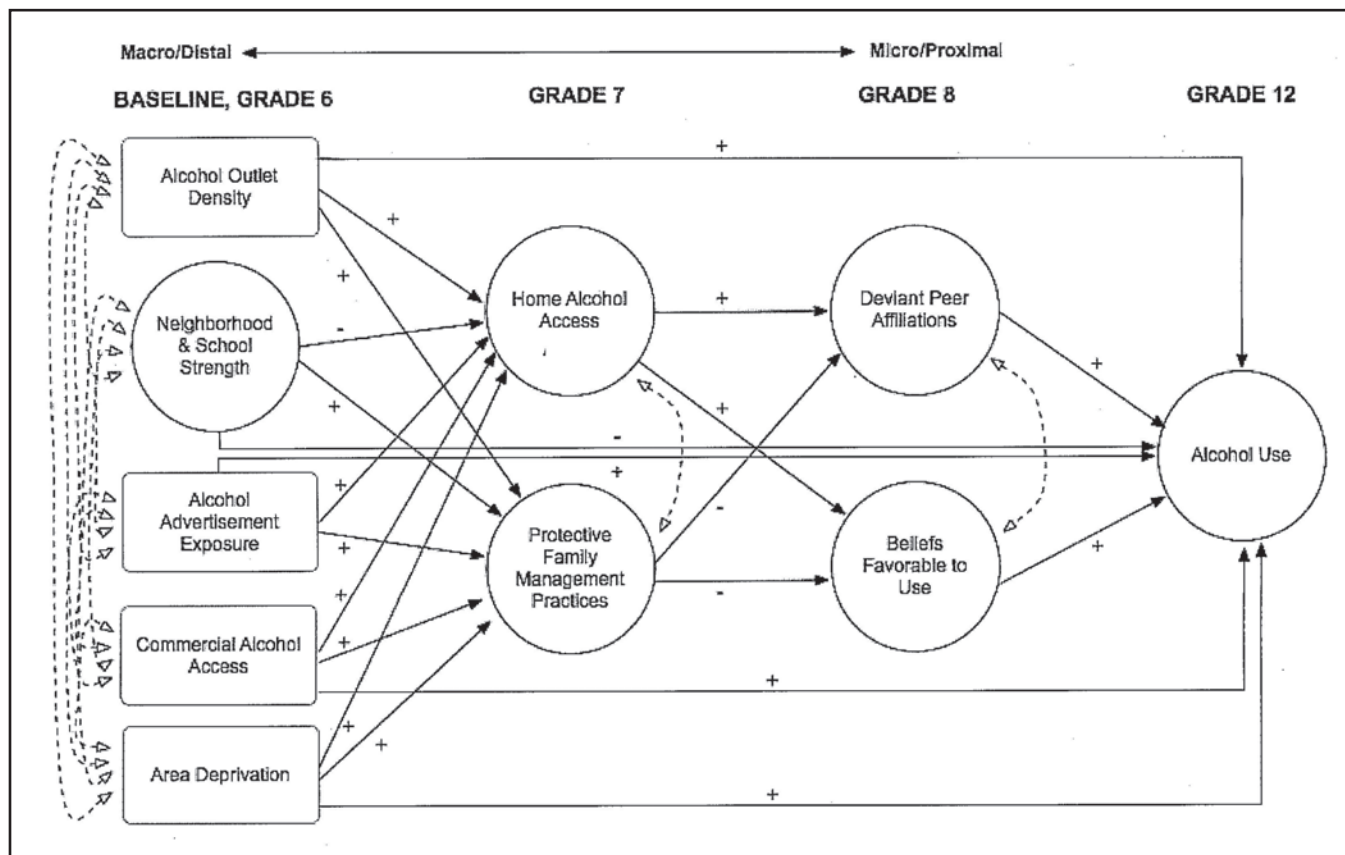 Macro/Distal
Micro/Proximal
BASELINE, GRADE 6
GRADE 7
GRADE 8
GRADE 12
Alcohol Outlet
Density
Neighborhood
& School
Strength
Alcohol
Advertisement
Exposure
Commercial Alcohol
Access
Area Deprivation
Home Alcohol
Access
Protective
Family
Management
Practices
Deviant Peer
Affiliations
Beliefs
Favorable to
Use
Alcohol Use
+
+
+
-
+
+
+
+
+
+
+
+
+
-
+
-
-
+
+
+
+